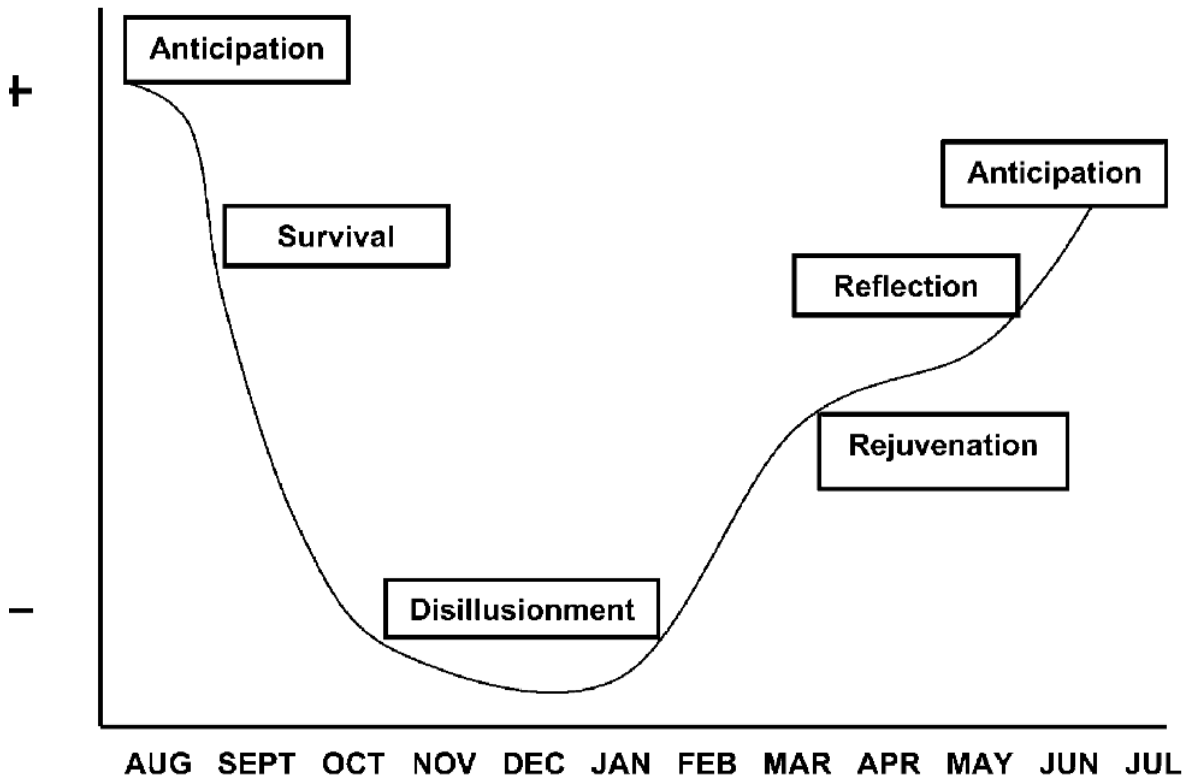 Anticipation
+
Anticipation
Survival
Reflection
Rejuvenation
Disillusionment
–
AUG SEPT OCT NOV DEC JAN FEB MAR APR MAY JUN JUL